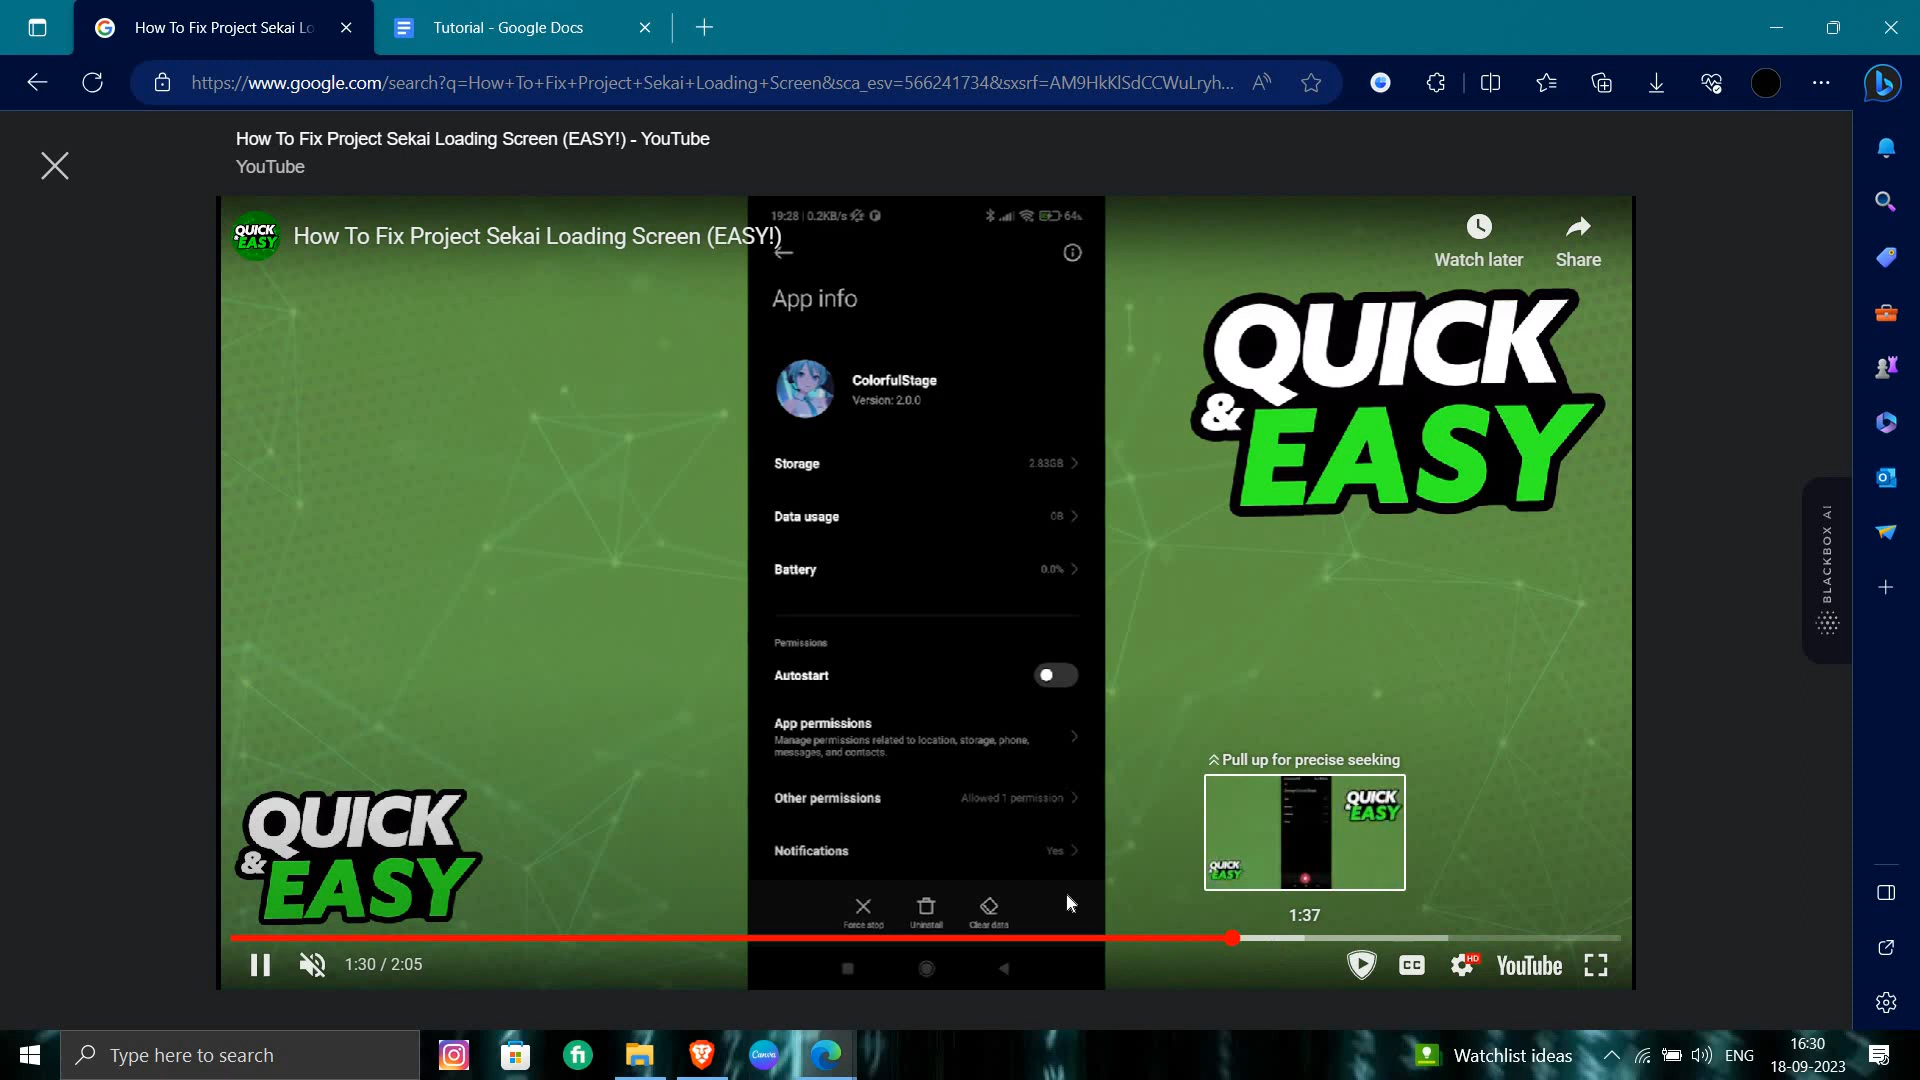 How To Fix Project Sekai Lo
Tutorial - Google Docs
https://www.google.com/search?q=How+To+Fix+Project+Sekai+Loading+Screen&sca_esv=566241734&sxsrf=AM9HkKlSdCCWuLryh...
How To Fix Project Sekai Loading Screen (EASY!) - YouTube
YouTube
QUICK
&EASY
How To Fix Project Sekai Loading Screen (EASY!)
Watch later
Share
19:28 | 0.2KB/s
64%
App info
ColorfulStage
Version: 2.0.0
Storage
2.83GB
Data usage
0B
Battery
0.0%
Permissions
Autostart
App permissions
Manage permissions related to location, storage, phone,
messages, and contacts.
Other permissions
Allowed 1 permission
Notifications
Yes
Force stop
Uninstall
Clear data
QUICK
&EASY
QUICK
&EASY
Pull up for precise seeking
QUICK
&EASY
QUICK
&EASY
1:37
1:30 / 2:05
CC
HD
YouTube
BLACKBOX AI
Type here to search
Canva
Watchlist ideas
ENG
16:30
18-09-2023